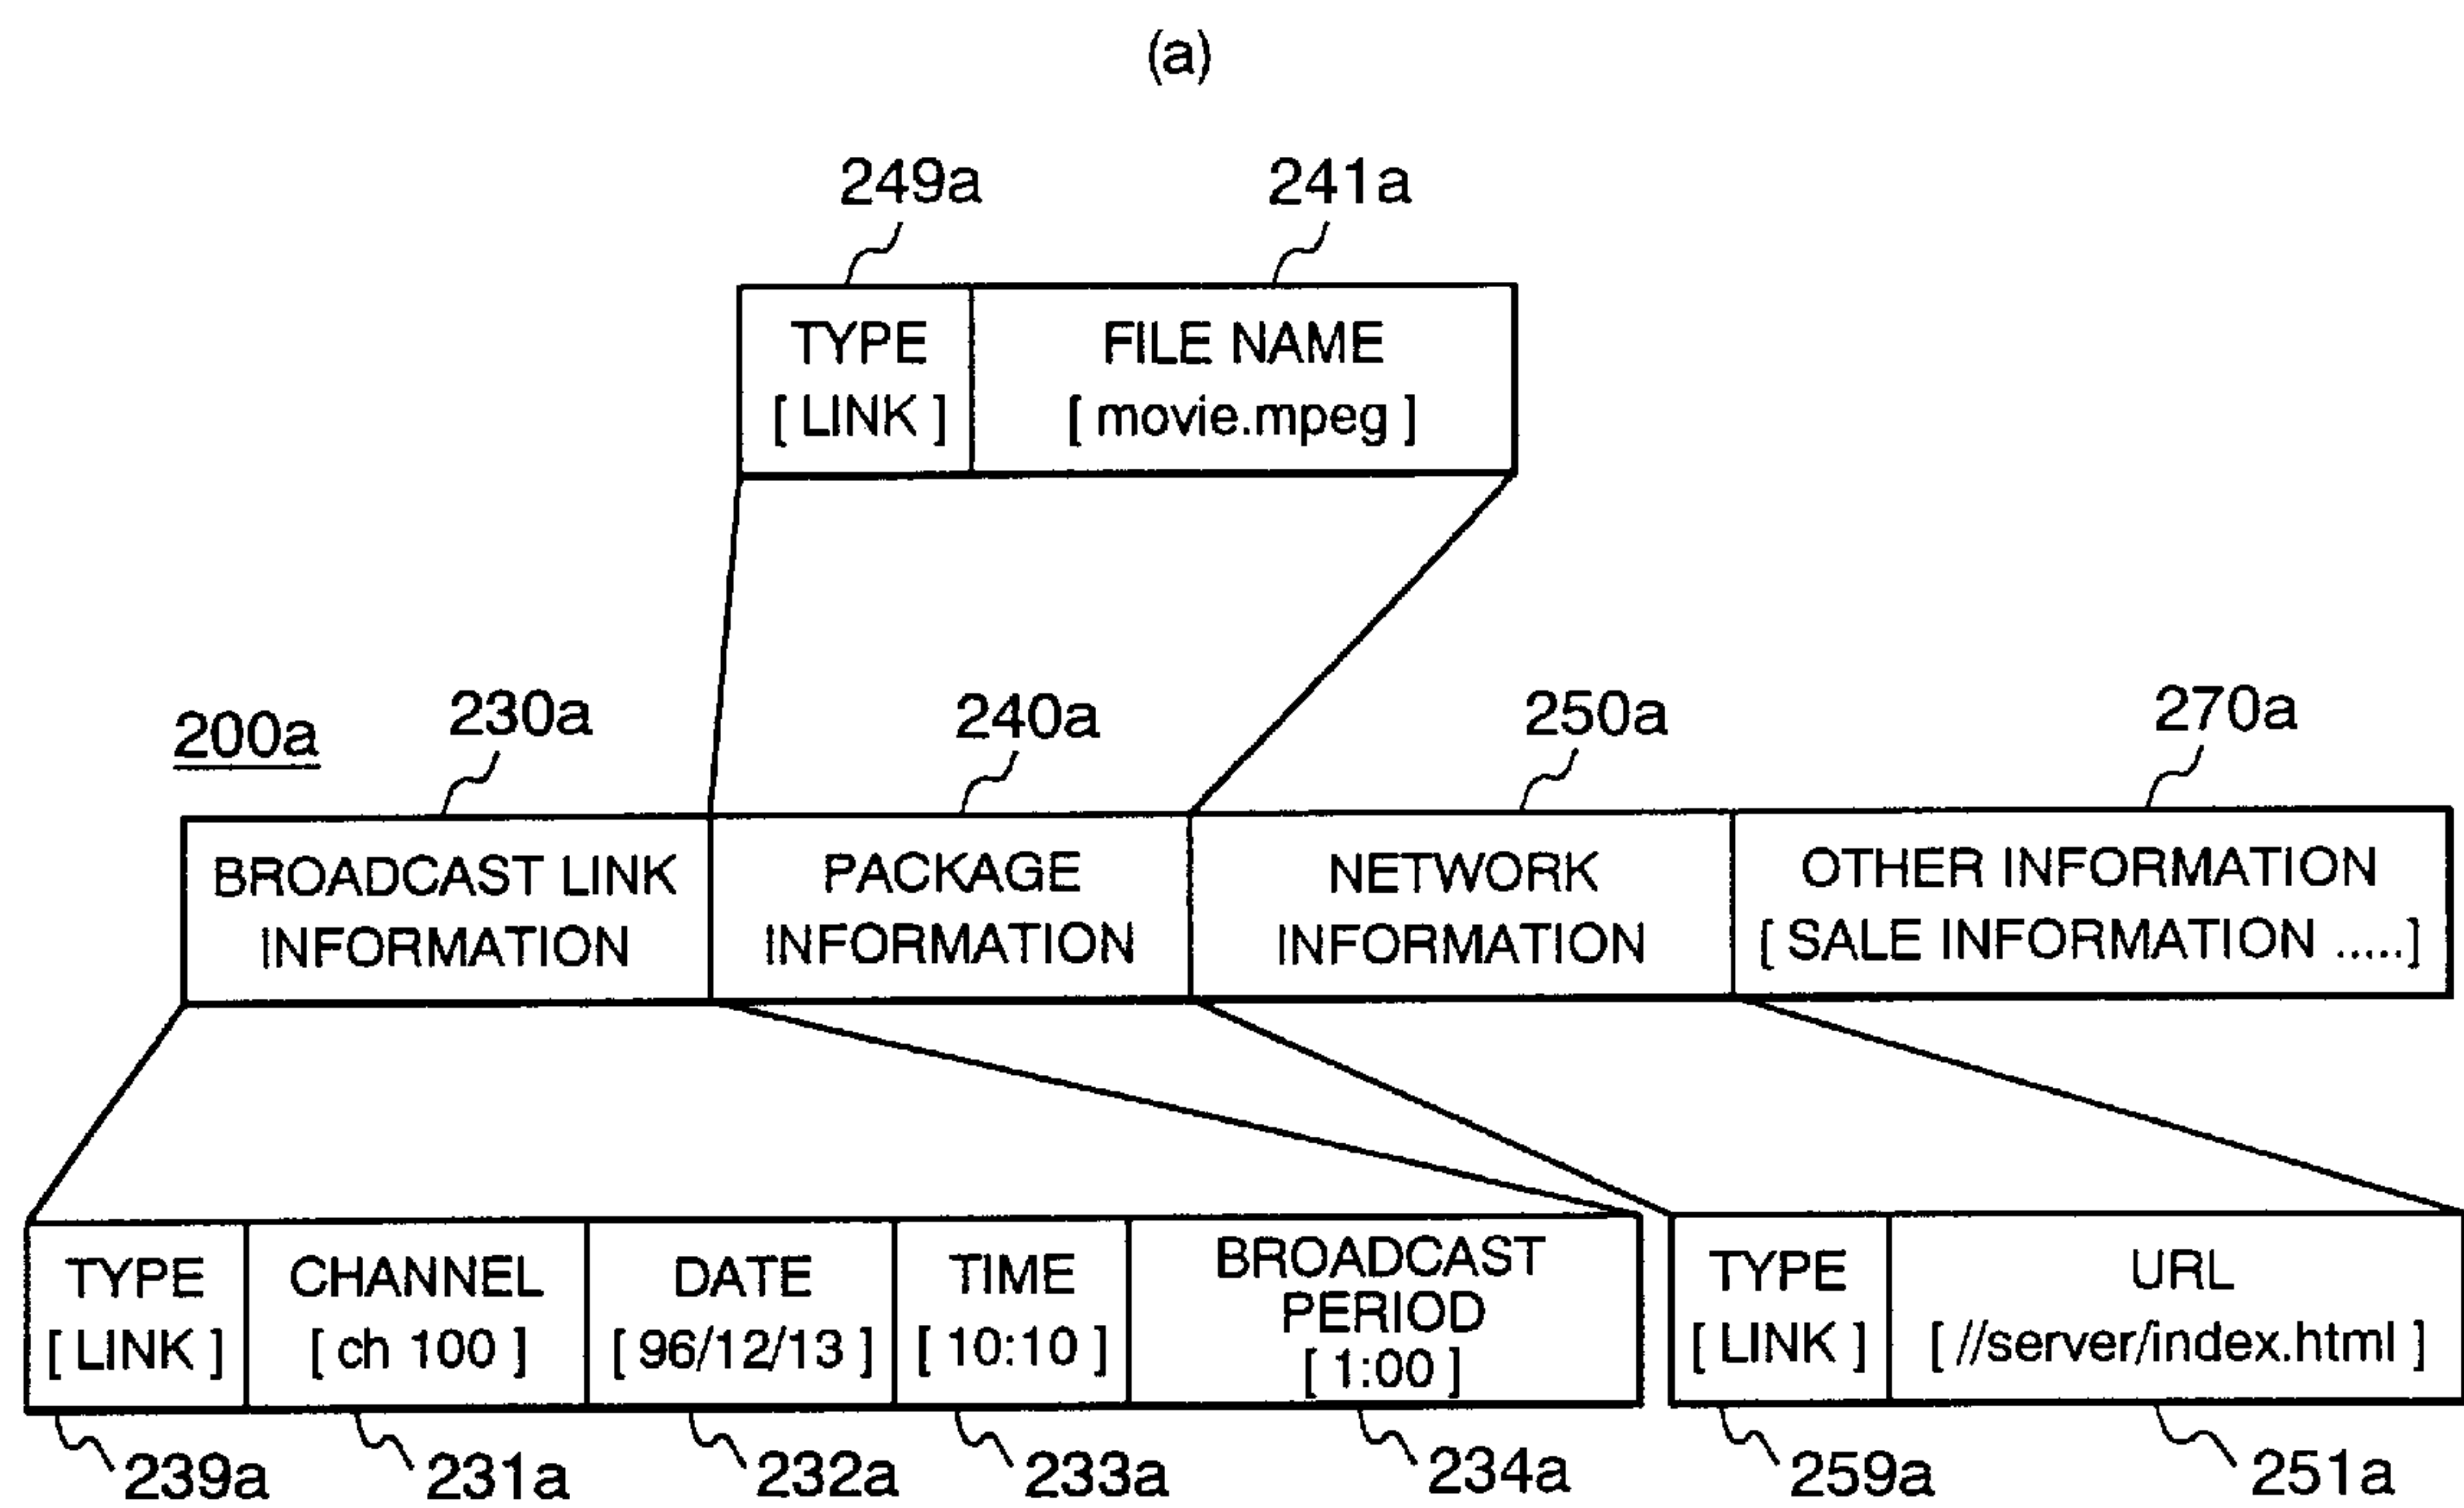 (a)
249a 241a
TYPE FILE NAME
[ LINK ] [ movie.mpeg ]
200a 230a 240a 250a 270a
BROADCAST LINK PACKAGE NETWORK OTHER INFORMATION
INFORMATION INFORMATION INFORMATION [ SALE INFORMATION ..... ]
TYPE CHANNEL DATE TIME BROADCAST PERIOD TYPE URL
[ LINK ] [ ch 100 ] [ 96/12/13 ] [ 10:10 ] [ 1:00 ] [ LINK ] [ //server/index.html ]
239a 231a 232a 233a 234a 259a 251a